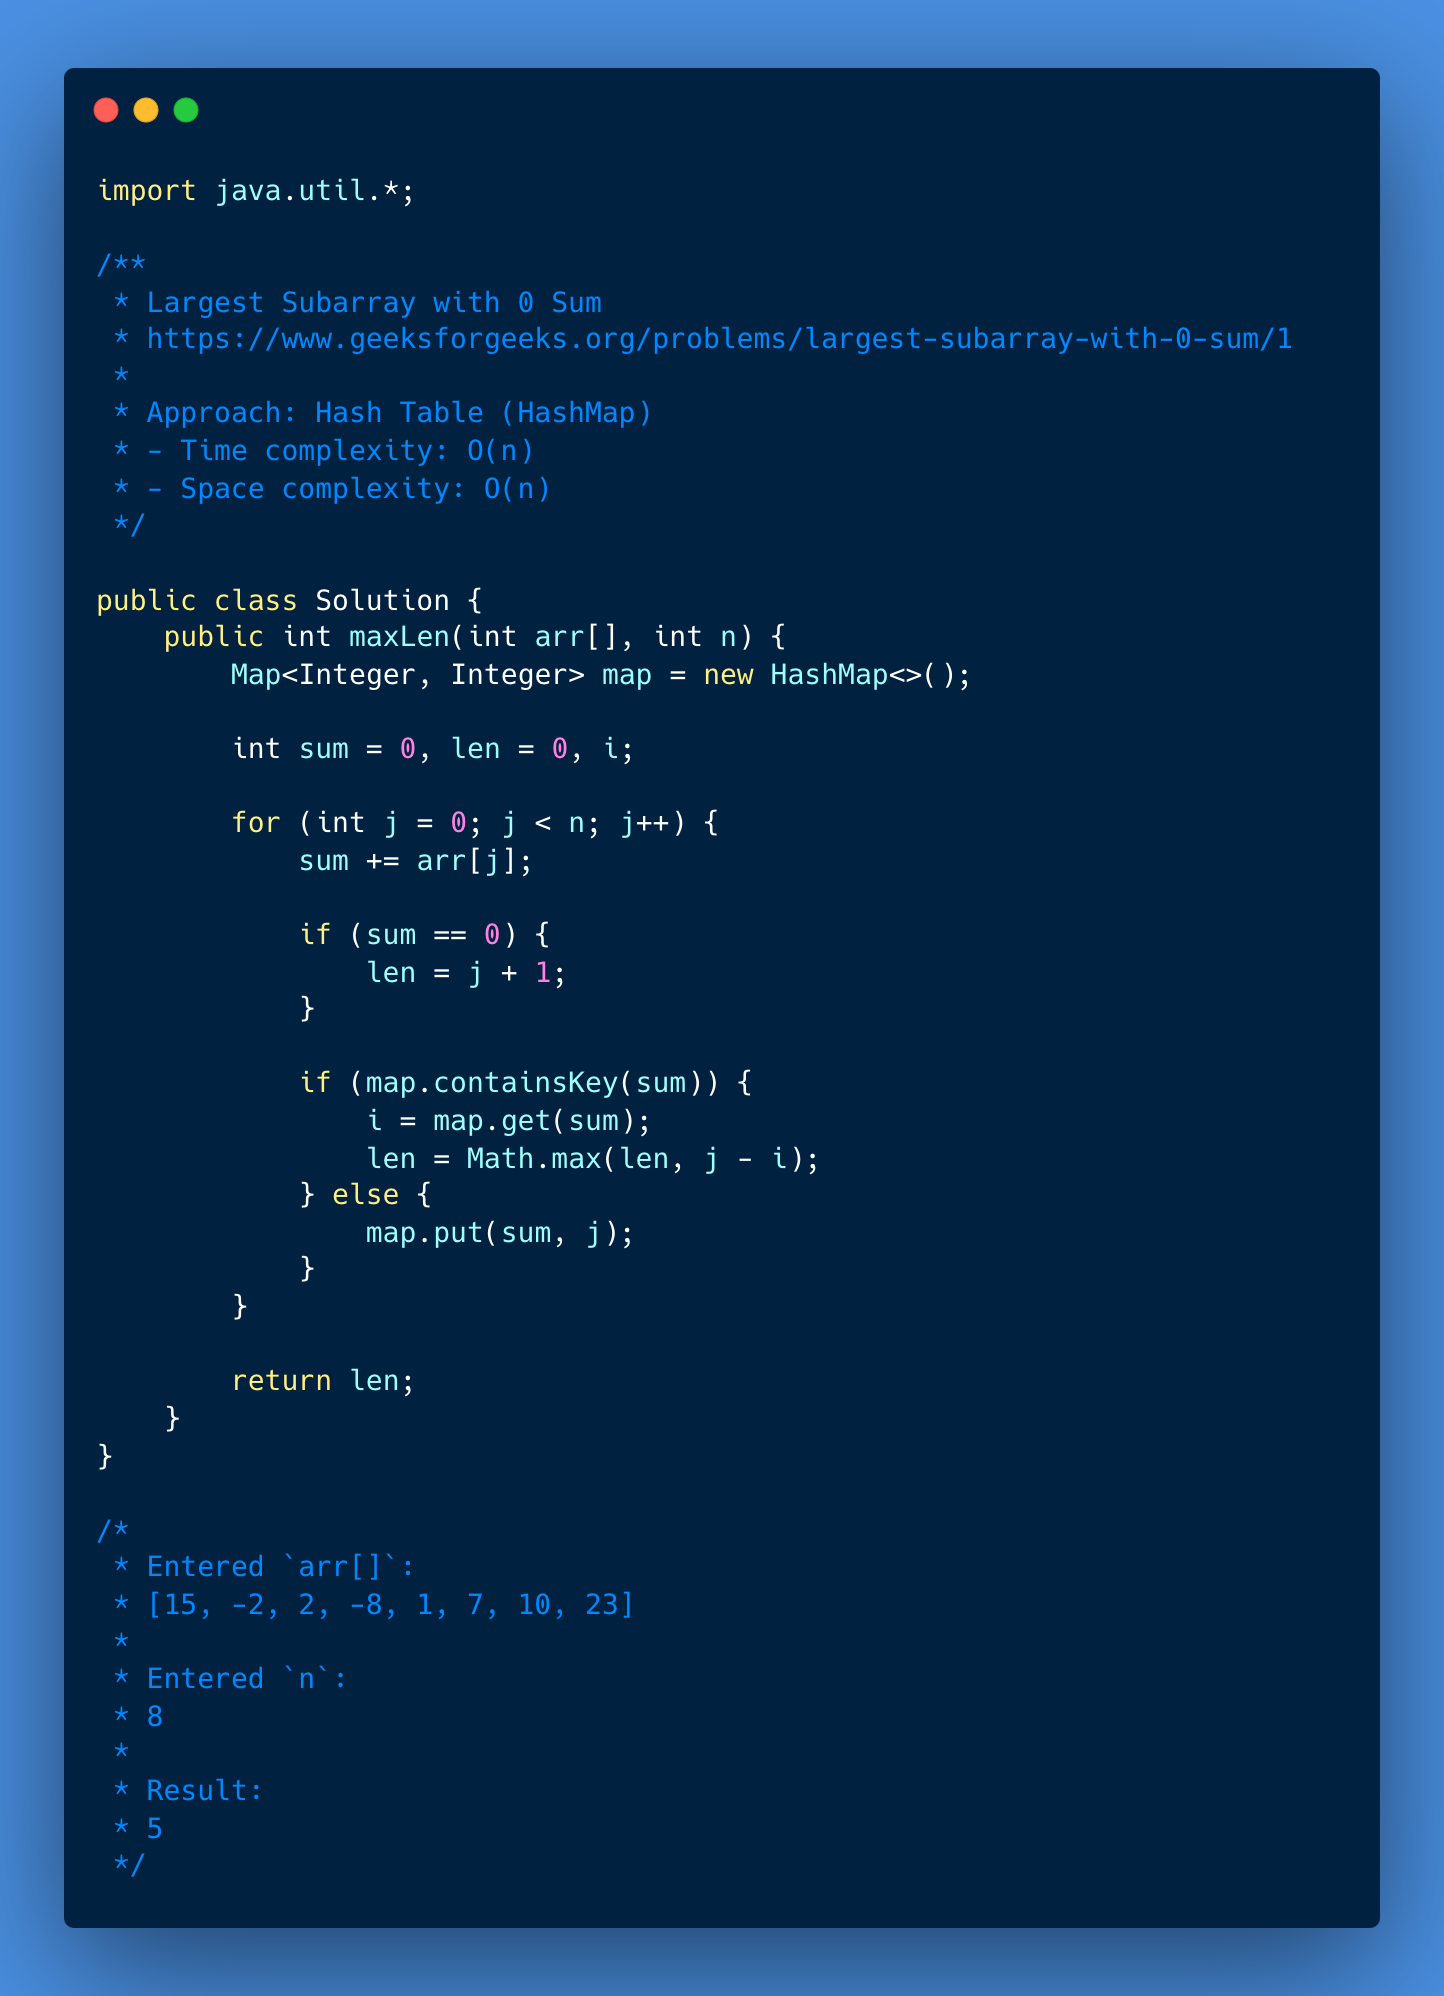 import java.util.*;

/**
 * Largest Subarray with 0 Sum
 * https://www.geeksforgeeks.org/problems/largest-subarray-with-0-sum/1
 *
 * Approach: Hash Table (HashMap)
 * - Time complexity: O(n)
 * - Space complexity: O(n)
 */

public class Solution {
    public int maxLen(int arr[], int n) {
        Map<Integer, Integer> map = new HashMap<>();

        int sum = 0, len = 0, i;

        for (int j = 0; j < n; j++) {
            sum += arr[j];

            if (sum == 0) {
                len = j + 1;
            }

            if (map.containsKey(sum)) {
                i = map.get(sum);
                len = Math.max(len, j - i);
            } else {
                map.put(sum, j);
            }
        }

        return len;
    }
}

/*
 * Entered `arr[]`:
 * [15, -2, 2, -8, 1, 7, 10, 23]
 *
 * Entered `n`:
 * 8
 *
 * Result:
 * 5
 */